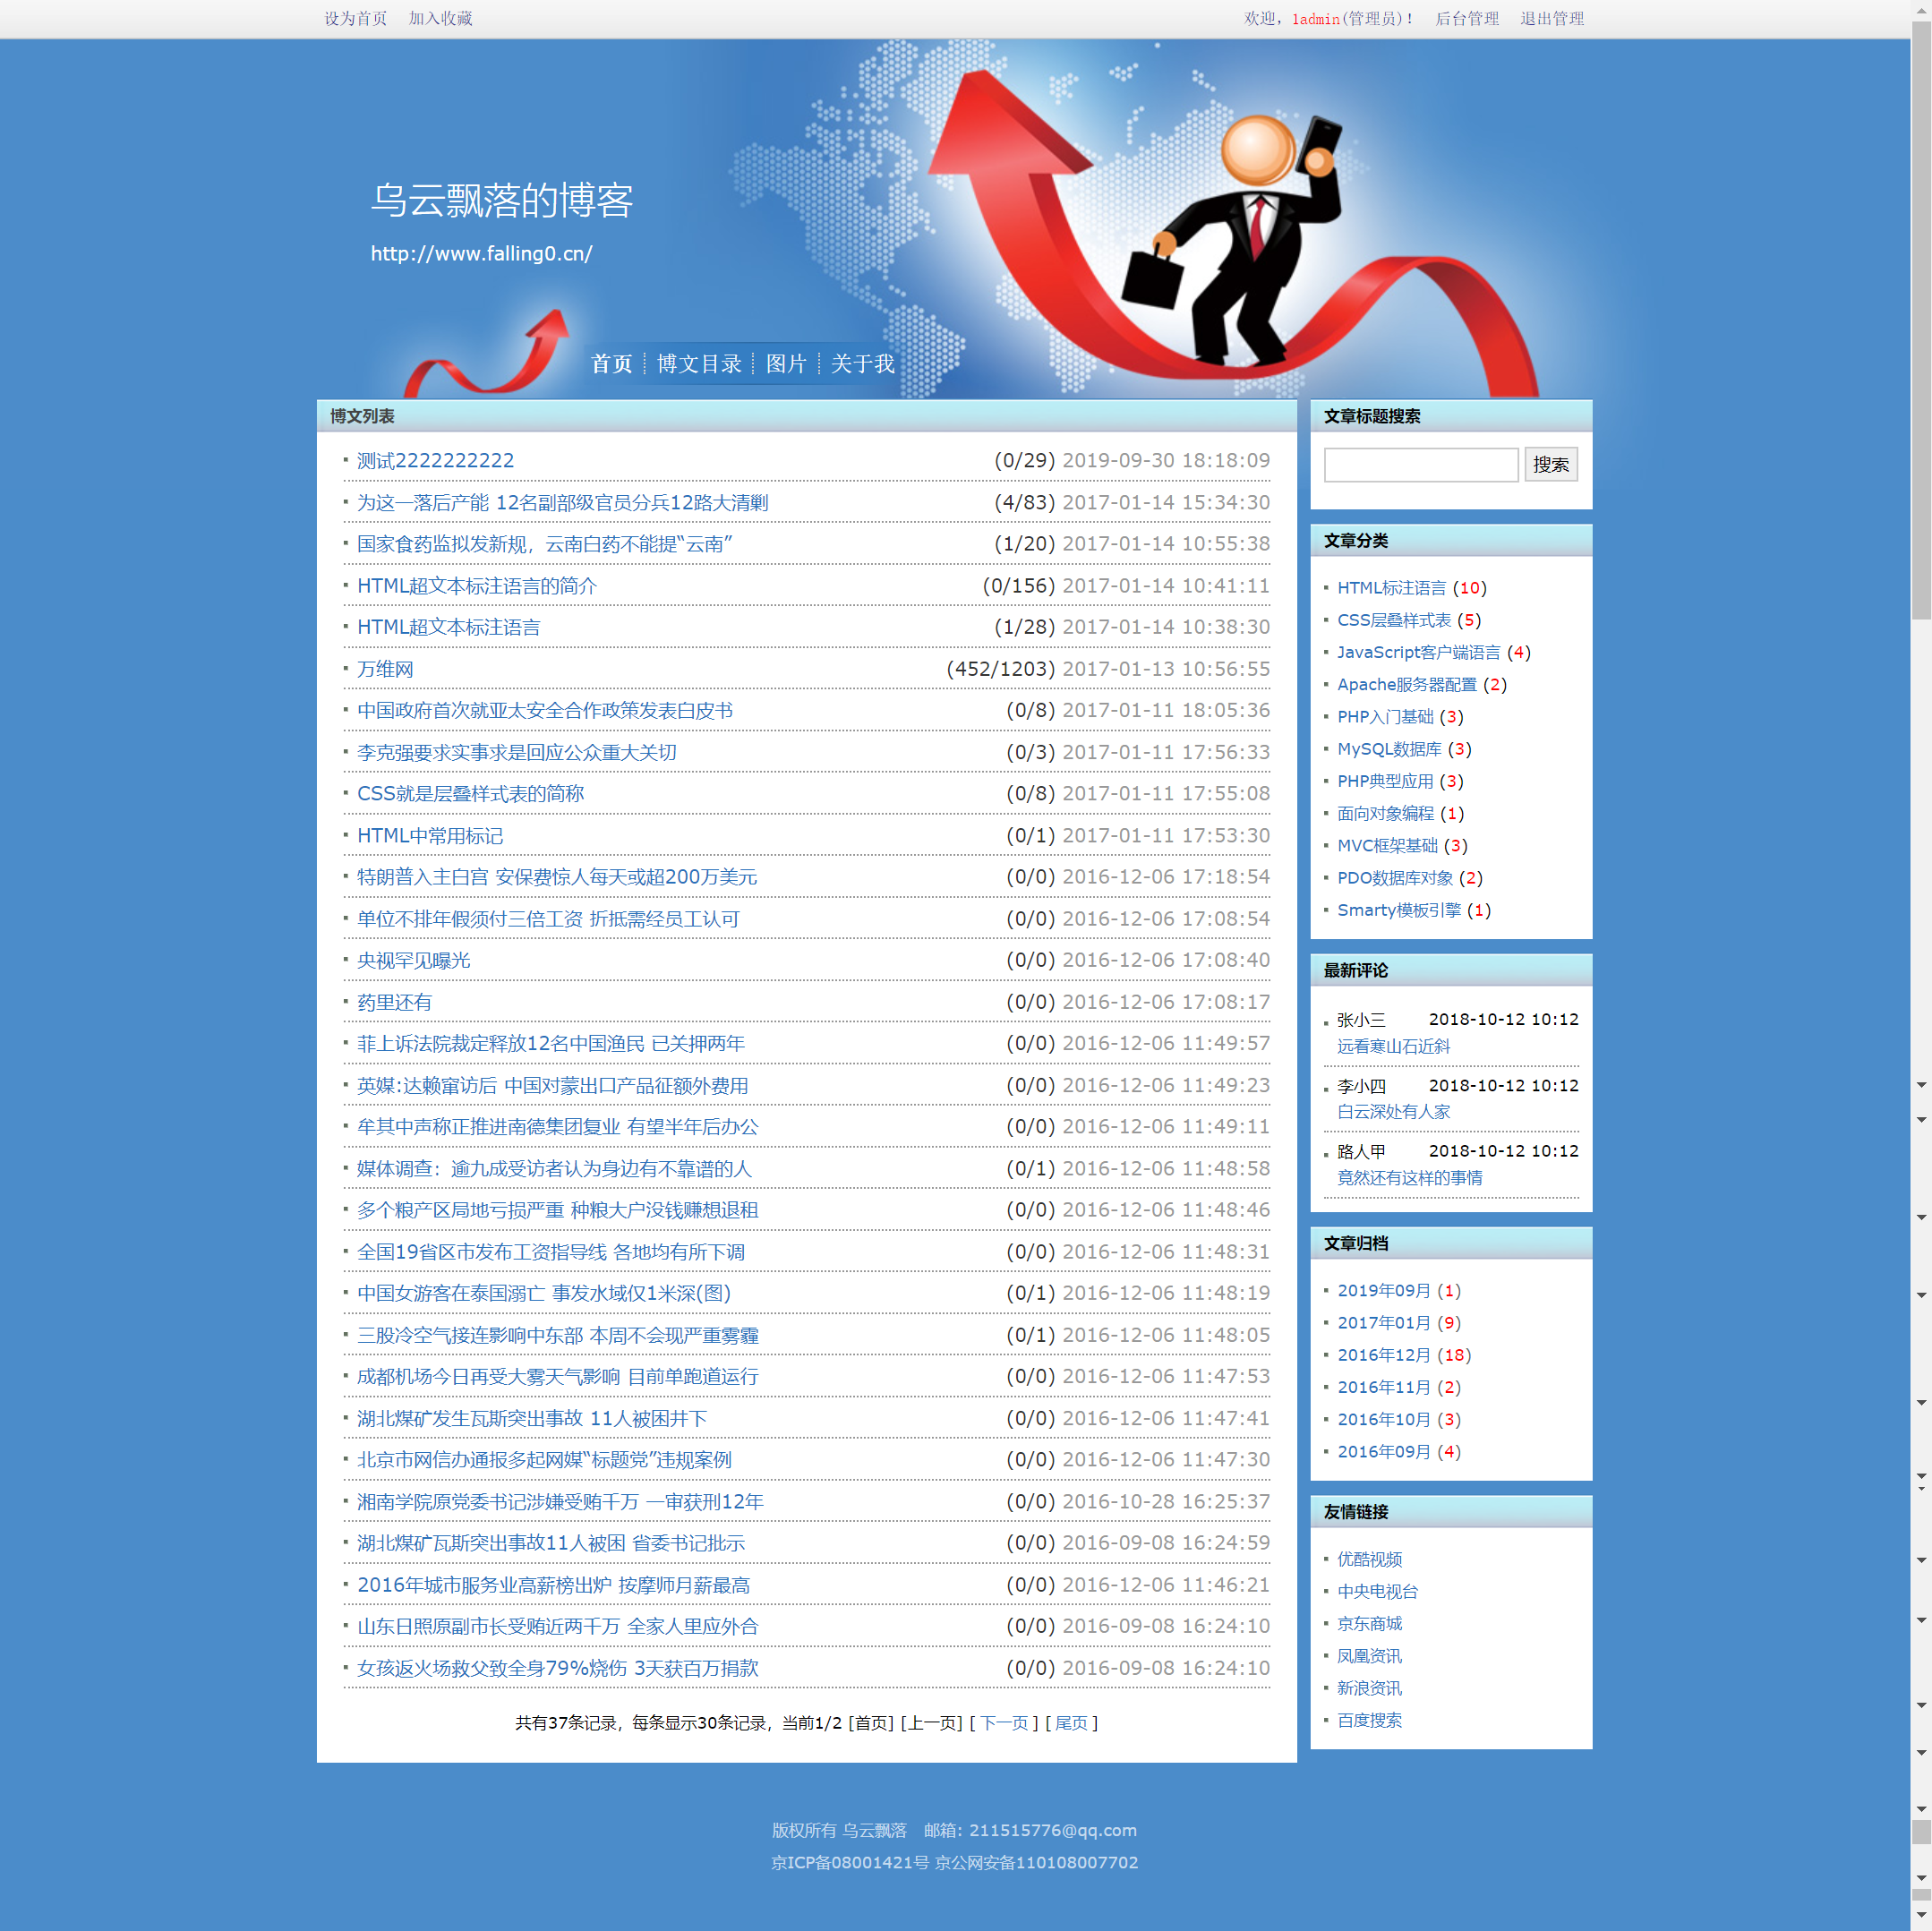 设为首页 加入收藏
欢迎，1admin(管理员)！ 后台管理 退出管理
乌云飘落的博客
http://www.falling0.cn/
首页 博文目录 图片 关于我
博文列表
测试2222222222 (0/29) 2019-09-30 18:18:09
为这一落后产能 12名副部级官员分兵12路大清剿 (4/83) 2017-01-14 15:34:30
国家食药监拟发新规，云南白药不能提“云南” (1/20) 2017-01-14 10:55:38
HTML超文本标注语言的简介 (0/156) 2017-01-14 10:41:11
HTML超文本标注语言 (1/28) 2017-01-14 10:38:30
万维网 (452/1203) 2017-01-13 10:56:55
中国政府首次就亚太安全合作政策发表白皮书 (0/8) 2017-01-11 18:05:36
李克强要求实事求是回应公众重大关切 (0/3) 2017-01-11 17:56:33
CSS就是层叠样式表的简称 (0/8) 2017-01-11 17:55:08
HTML中常用标记 (0/1) 2017-01-11 17:53:30
特朗普入主白宫 安保费惊人每天或超200万美元 (0/0) 2016-12-06 17:18:54
单位不排年假须付三倍工资 折抵需经员工认可 (0/0) 2016-12-06 17:08:54
央视罕见曝光 (0/0) 2016-12-06 17:08:40
药里还有 (0/0) 2016-12-06 17:08:17
菲上诉法院裁定释放12名中国渔民 已关押两年 (0/0) 2016-12-06 11:49:57
英媒:达赖窜访后 中国对蒙出口产品征额外费用 (0/0) 2016-12-06 11:49:23
牟其中声称正推进南德集团复业 有望半年后办公 (0/0) 2016-12-06 11:49:11
媒体调查：逾九成受访者认为身边有不靠谱的人 (0/1) 2016-12-06 11:48:58
多个粮产区局地亏损严重 种粮大户没钱赚想退租 (0/0) 2016-12-06 11:48:46
全国19省区市发布工资指导线 各地均有所下调 (0/0) 2016-12-06 11:48:31
中国女游客在泰国溺亡 事发水域仅1米深(图) (0/1) 2016-12-06 11:48:19
三股冷空气接连影响中东部 本周不会现严重雾霾 (0/1) 2016-12-06 11:48:05
成都机场今日再受大雾天气影响 目前单跑道运行 (0/0) 2016-12-06 11:47:53
湖北煤矿发生瓦斯突出事故 11人被困井下 (0/0) 2016-12-06 11:47:41
北京市网信办通报多起网媒“标题党”违规案例 (0/0) 2016-12-06 11:47:30
湘南学院原党委书记涉嫌受贿千万 一审获刑12年 (0/0) 2016-10-28 16:25:37
湖北煤矿瓦斯突出事故11人被困 省委书记批示 (0/0) 2016-09-08 16:24:59
2016年城市服务业高薪榜出炉 按摩师月薪最高 (0/0) 2016-12-06 11:46:21
山东日照原副市长受贿近两千万 全家人里应外合 (0/0) 2016-09-08 16:24:10
女孩返火场救父致全身79%烧伤 3天获百万捐款 (0/0) 2016-09-08 16:24:10
共有37条记录，每条显示30条记录，当前1/2 [首页] [上一页] [ 下一页 ] [ 尾页 ]
文章标题搜索
搜索
文章分类
HTML标注语言 (10)
CSS层叠样式表 (5)
JavaScript客户端语言 (4)
Apache服务器配置 (2)
PHP入门基础 (3)
MySQL数据库 (3)
PHP典型应用 (3)
面向对象编程 (1)
MVC框架基础 (3)
PDO数据库对象 (2)
Smarty模板引擎 (1)
最新评论
张小三 2018-10-12 10:12
远看寒山石近斜
李小四 2018-10-12 10:12
白云深处有人家
路人甲 2018-10-12 10:12
竟然还有这样的事情
文章归档
2019年09月 (1)
2017年01月 (9)
2016年12月 (18)
2016年11月 (2)
2016年10月 (3)
2016年09月 (4)
友情链接
优酷视频
中央电视台
京东商城
凤凰资讯
新浪资讯
百度搜索
版权所有 乌云飘落 邮箱: 211515776@qq.com
京ICP备08001421号 京公网安备110108007702